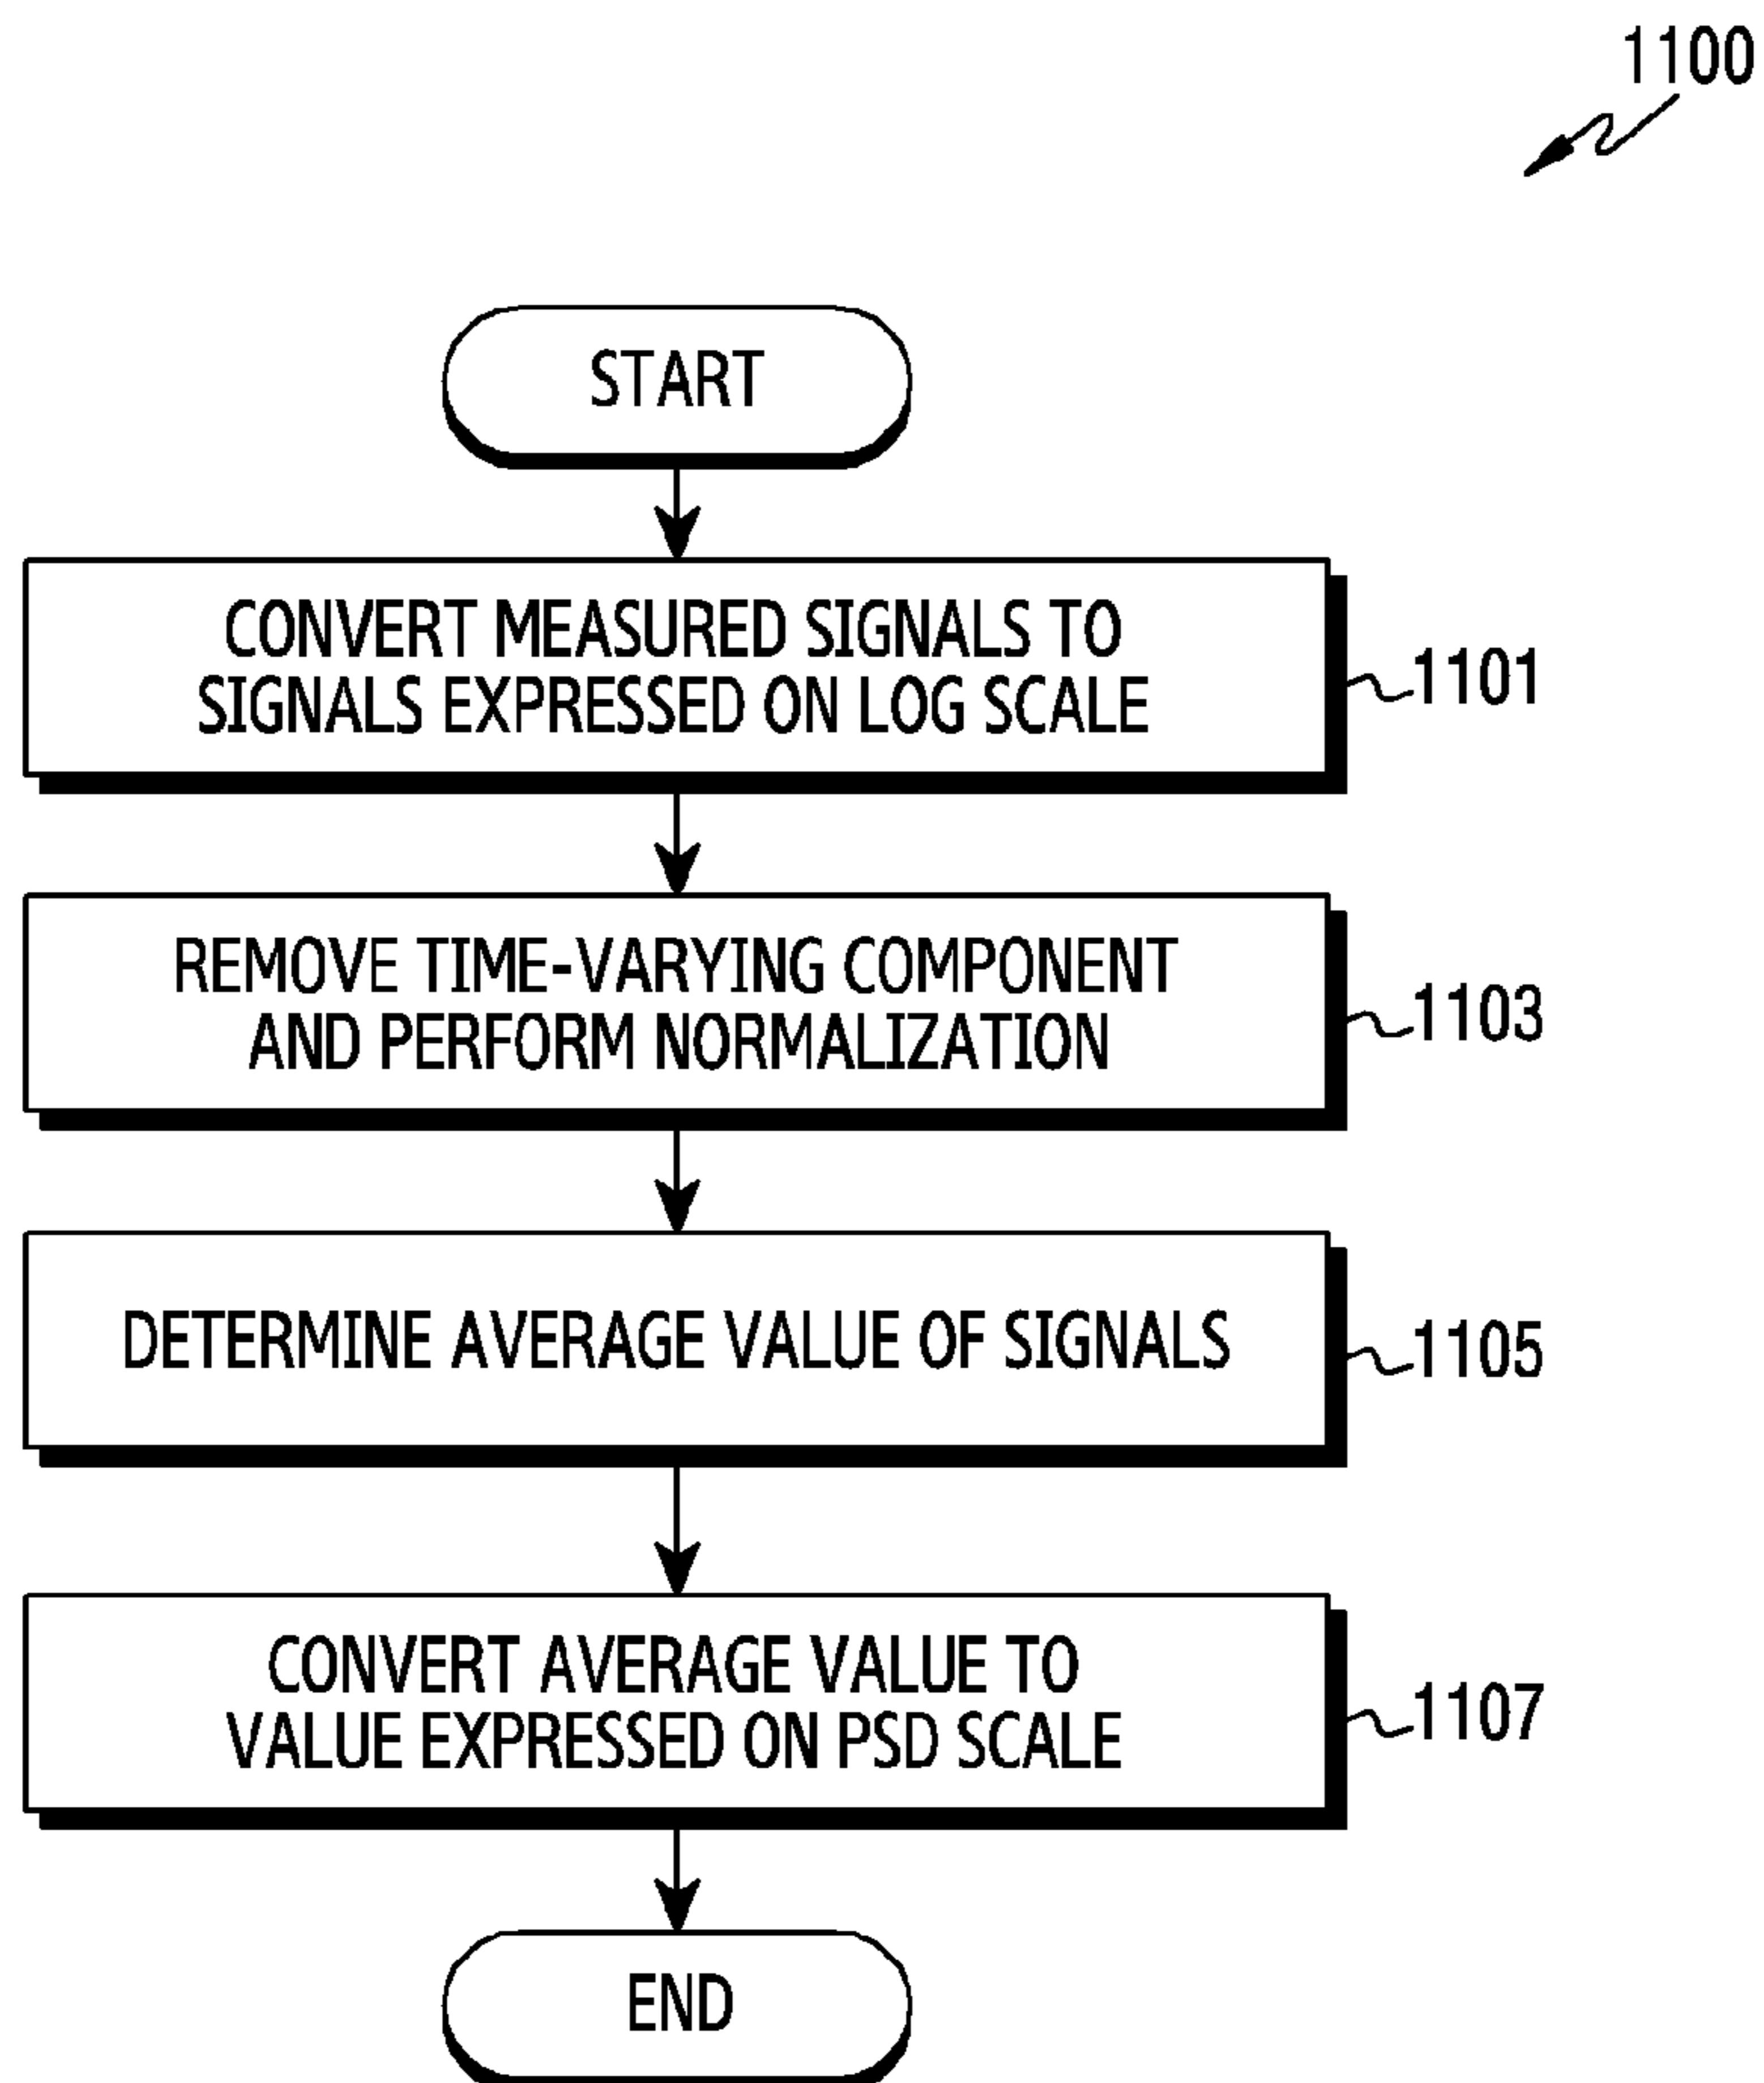 1100
START
CONVERT MEASURED SIGNALS TO
SIGNALS EXPRESSED ON LOG SCALE
1101
REMOVE TIME-VARYING COMPONENT
AND PERFORM NORMALIZATION
1103
DETERMINE AVERAGE VALUE OF SIGNALS
1105
CONVERT AVERAGE VALUE TO
VALUE EXPRESSED ON PSD SCALE
1107
END